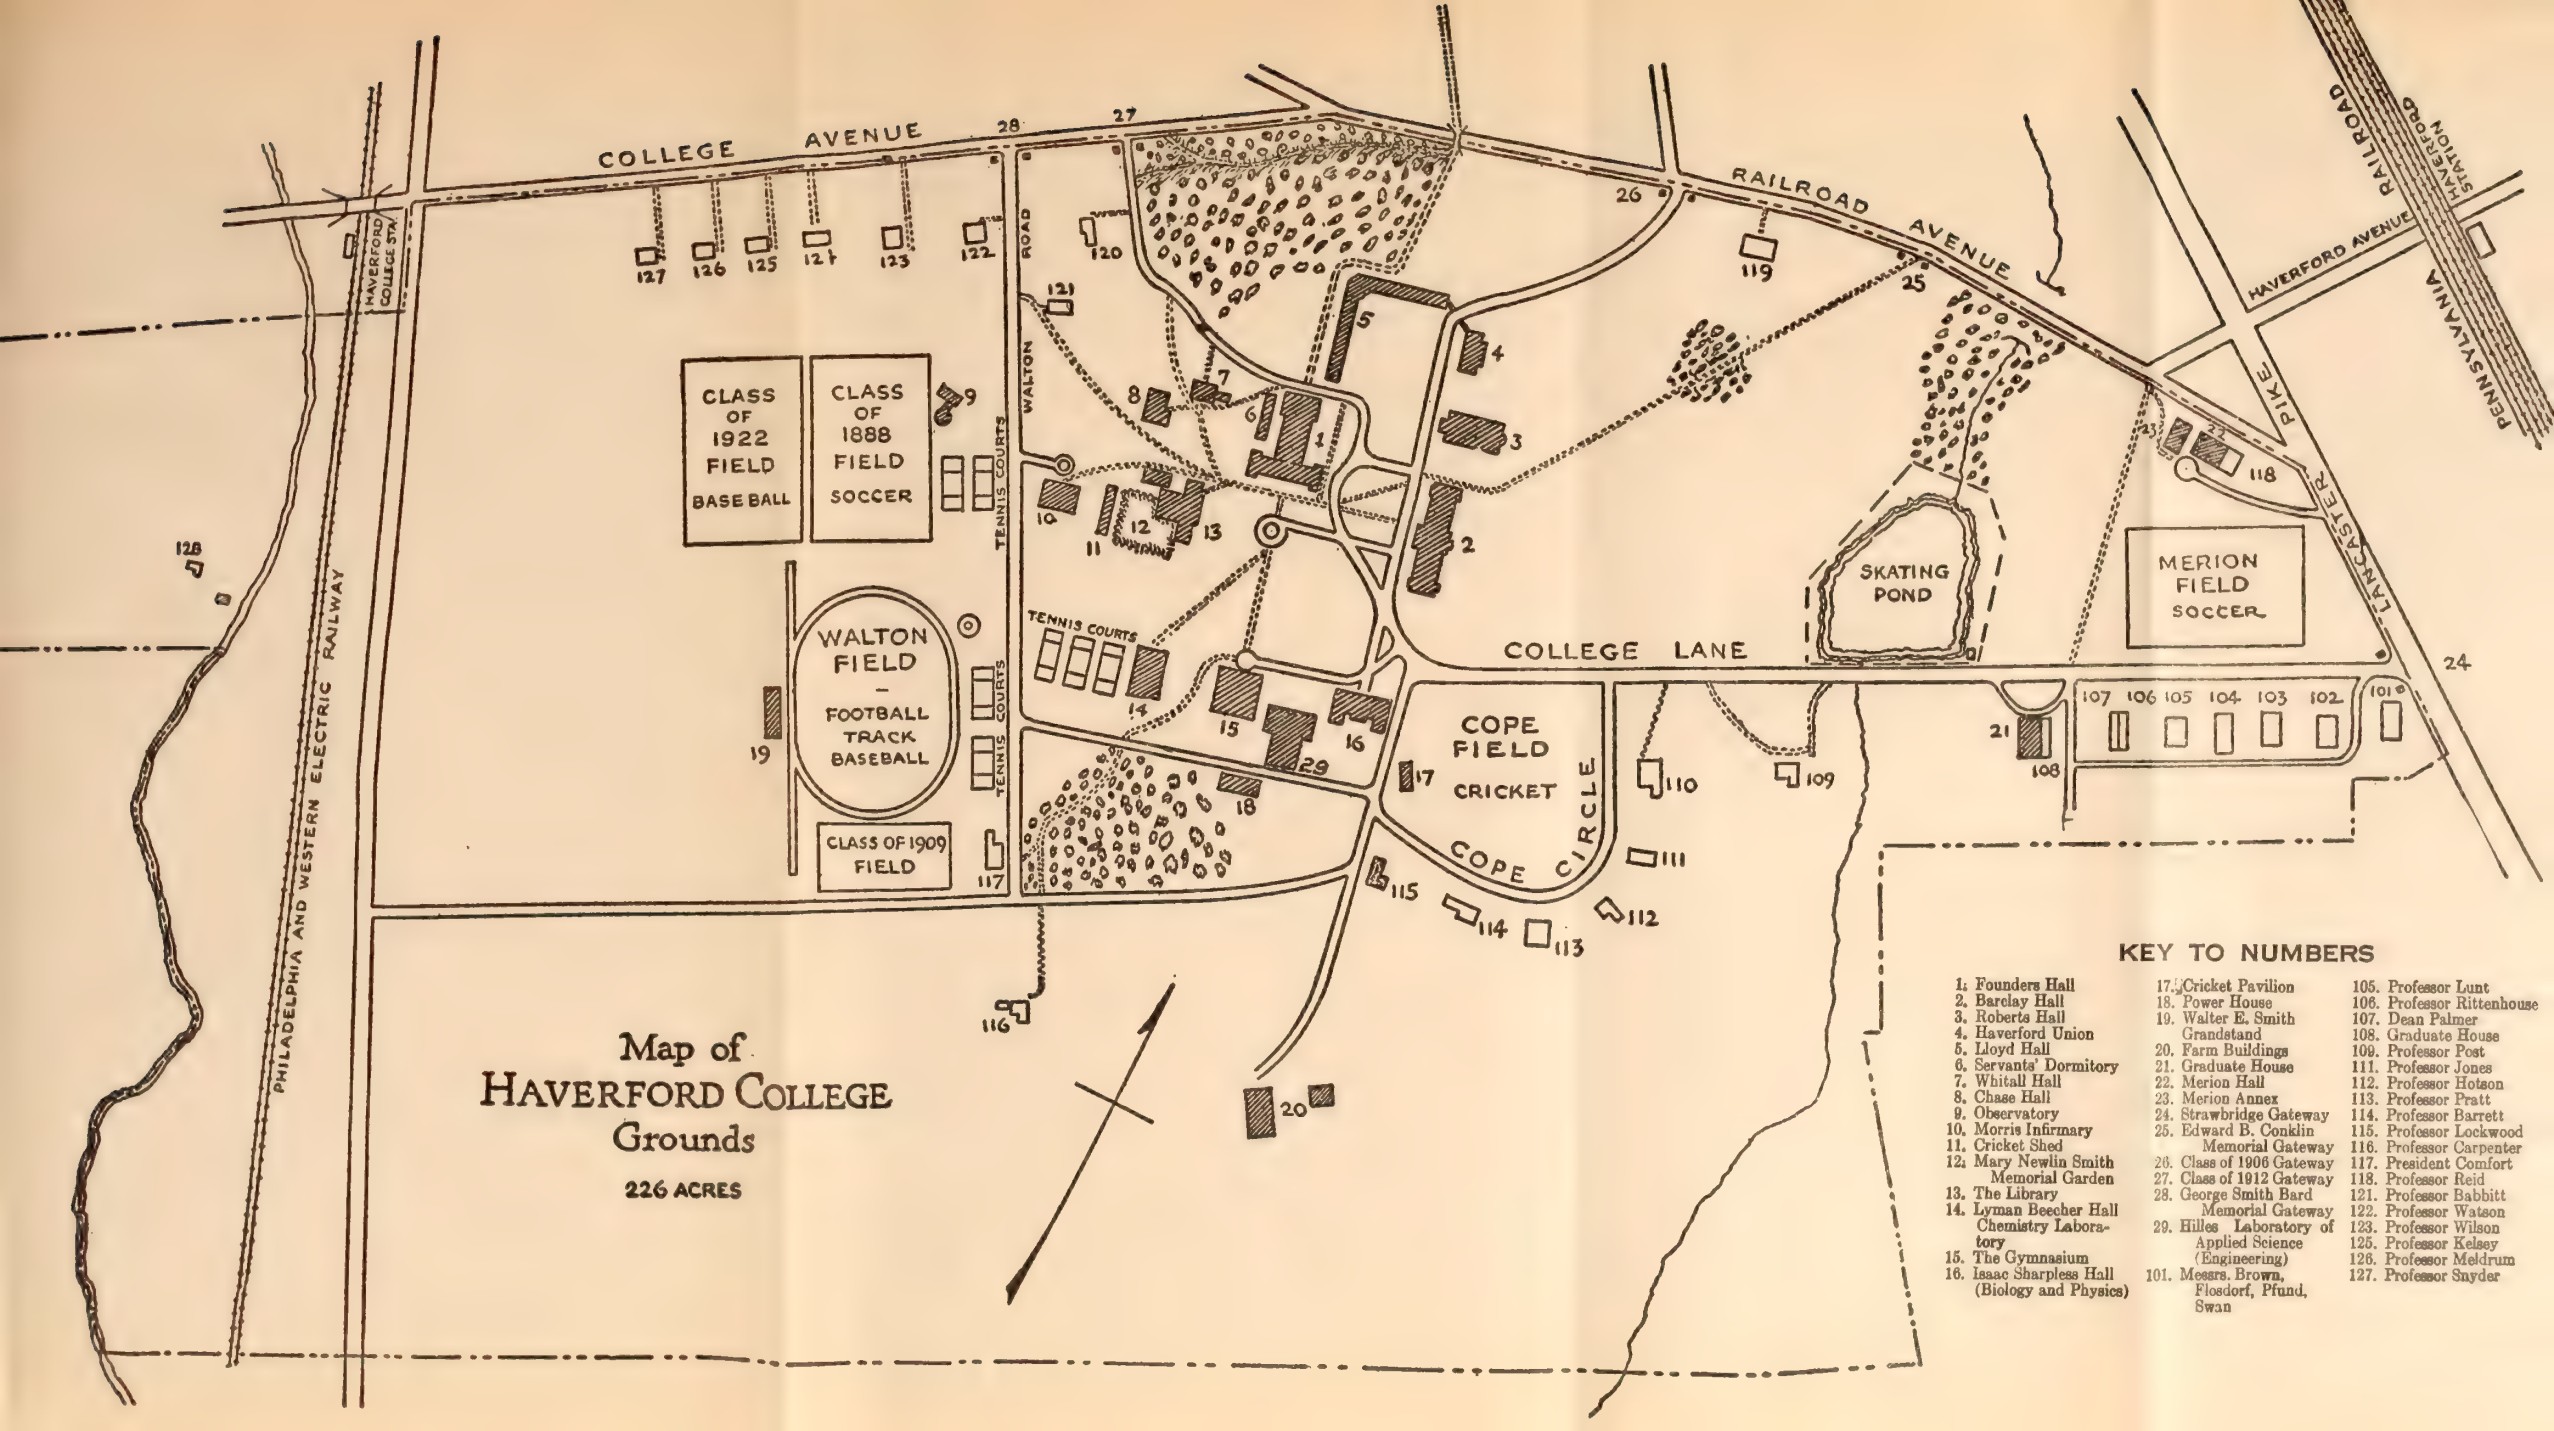 COLLEGE AVENUE
28
27
RAILROAD AVENUE
26
25
PENNSYLVANIA RAILROAD
HAVERFORD
STATION
HAVERFORD AVENUE
LANCASTER PIKE
HAVERFORD
COLLEGE STA.
PHILADELPHIA AND WESTERN ELECTRIC RAILWAY
WALTON ROAD
127
126
125
124
123
122
120
121
119
128
CLASS
OF
1922
FIELD
BASEBALL
CLASS
OF
1888
FIELD
SOCCER
9
TENNIS COURTS
8
7
6
1
5
4
3
2
10
11
12
13
23
22
118
SKATING
POND
MERION
FIELD
SOCCER
WALTON
FIELD
–
FOOTBALL
TRACK
BASEBALL
19
TENNIS COURTS
TENNIS COURTS
14
15
16
29
18
17
COLLEGE LANE
24
COPE
FIELD
CRICKET
COPE CIRCLE
110
109
21
108
107
106
105
104
103
102
101
CLASS OF 1909
FIELD
117
111
112
113
114
115
116
20
Map of
HAVERFORD COLLEGE
Grounds
226 ACRES
KEY TO NUMBERS
1. Founders Hall
2. Barclay Hall
3. Roberts Hall
4. Haverford Union
5. Lloyd Hall
6. Servants' Dormitory
7. Whitall Hall
8. Chase Hall
9. Observatory
10. Morris Infirmary
11. Cricket Shed
12. Mary Newlin Smith
Memorial Garden
13. The Library
14. Lyman Beecher Hall
Chemistry Labora-
tory
15. The Gymnasium
16. Isaac Sharpless Hall
(Biology and Physics)
17. Cricket Pavilion
18. Power House
19. Walter E. Smith
Grandstand
20. Farm Buildings
21. Graduate House
22. Merion Hall
23. Merion Annex
24. Strawbridge Gateway
25. Edward B. Conklin
Memorial Gateway
26. Class of 1906 Gateway
27. Class of 1912 Gateway
28. George Smith Bard
Memorial Gateway
29. Hilles Laboratory of
Applied Science
(Engineering)
101. Messrs. Brown,
Flosdorf, Pfund,
Swan
105. Professor Lunt
106. Professor Rittenhouse
107. Dean Palmer
108. Graduate House
109. Professor Post
111. Professor Jones
112. Professor Hotson
113. Professor Pratt
114. Professor Barrett
115. Professor Lockwood
116. Professor Carpenter
117. President Comfort
118. Professor Reid
121. Professor Babbitt
122. Professor Watson
123. Professor Wilson
125. Professor Kelsey
126. Professor Meldrum
127. Professor Snyder